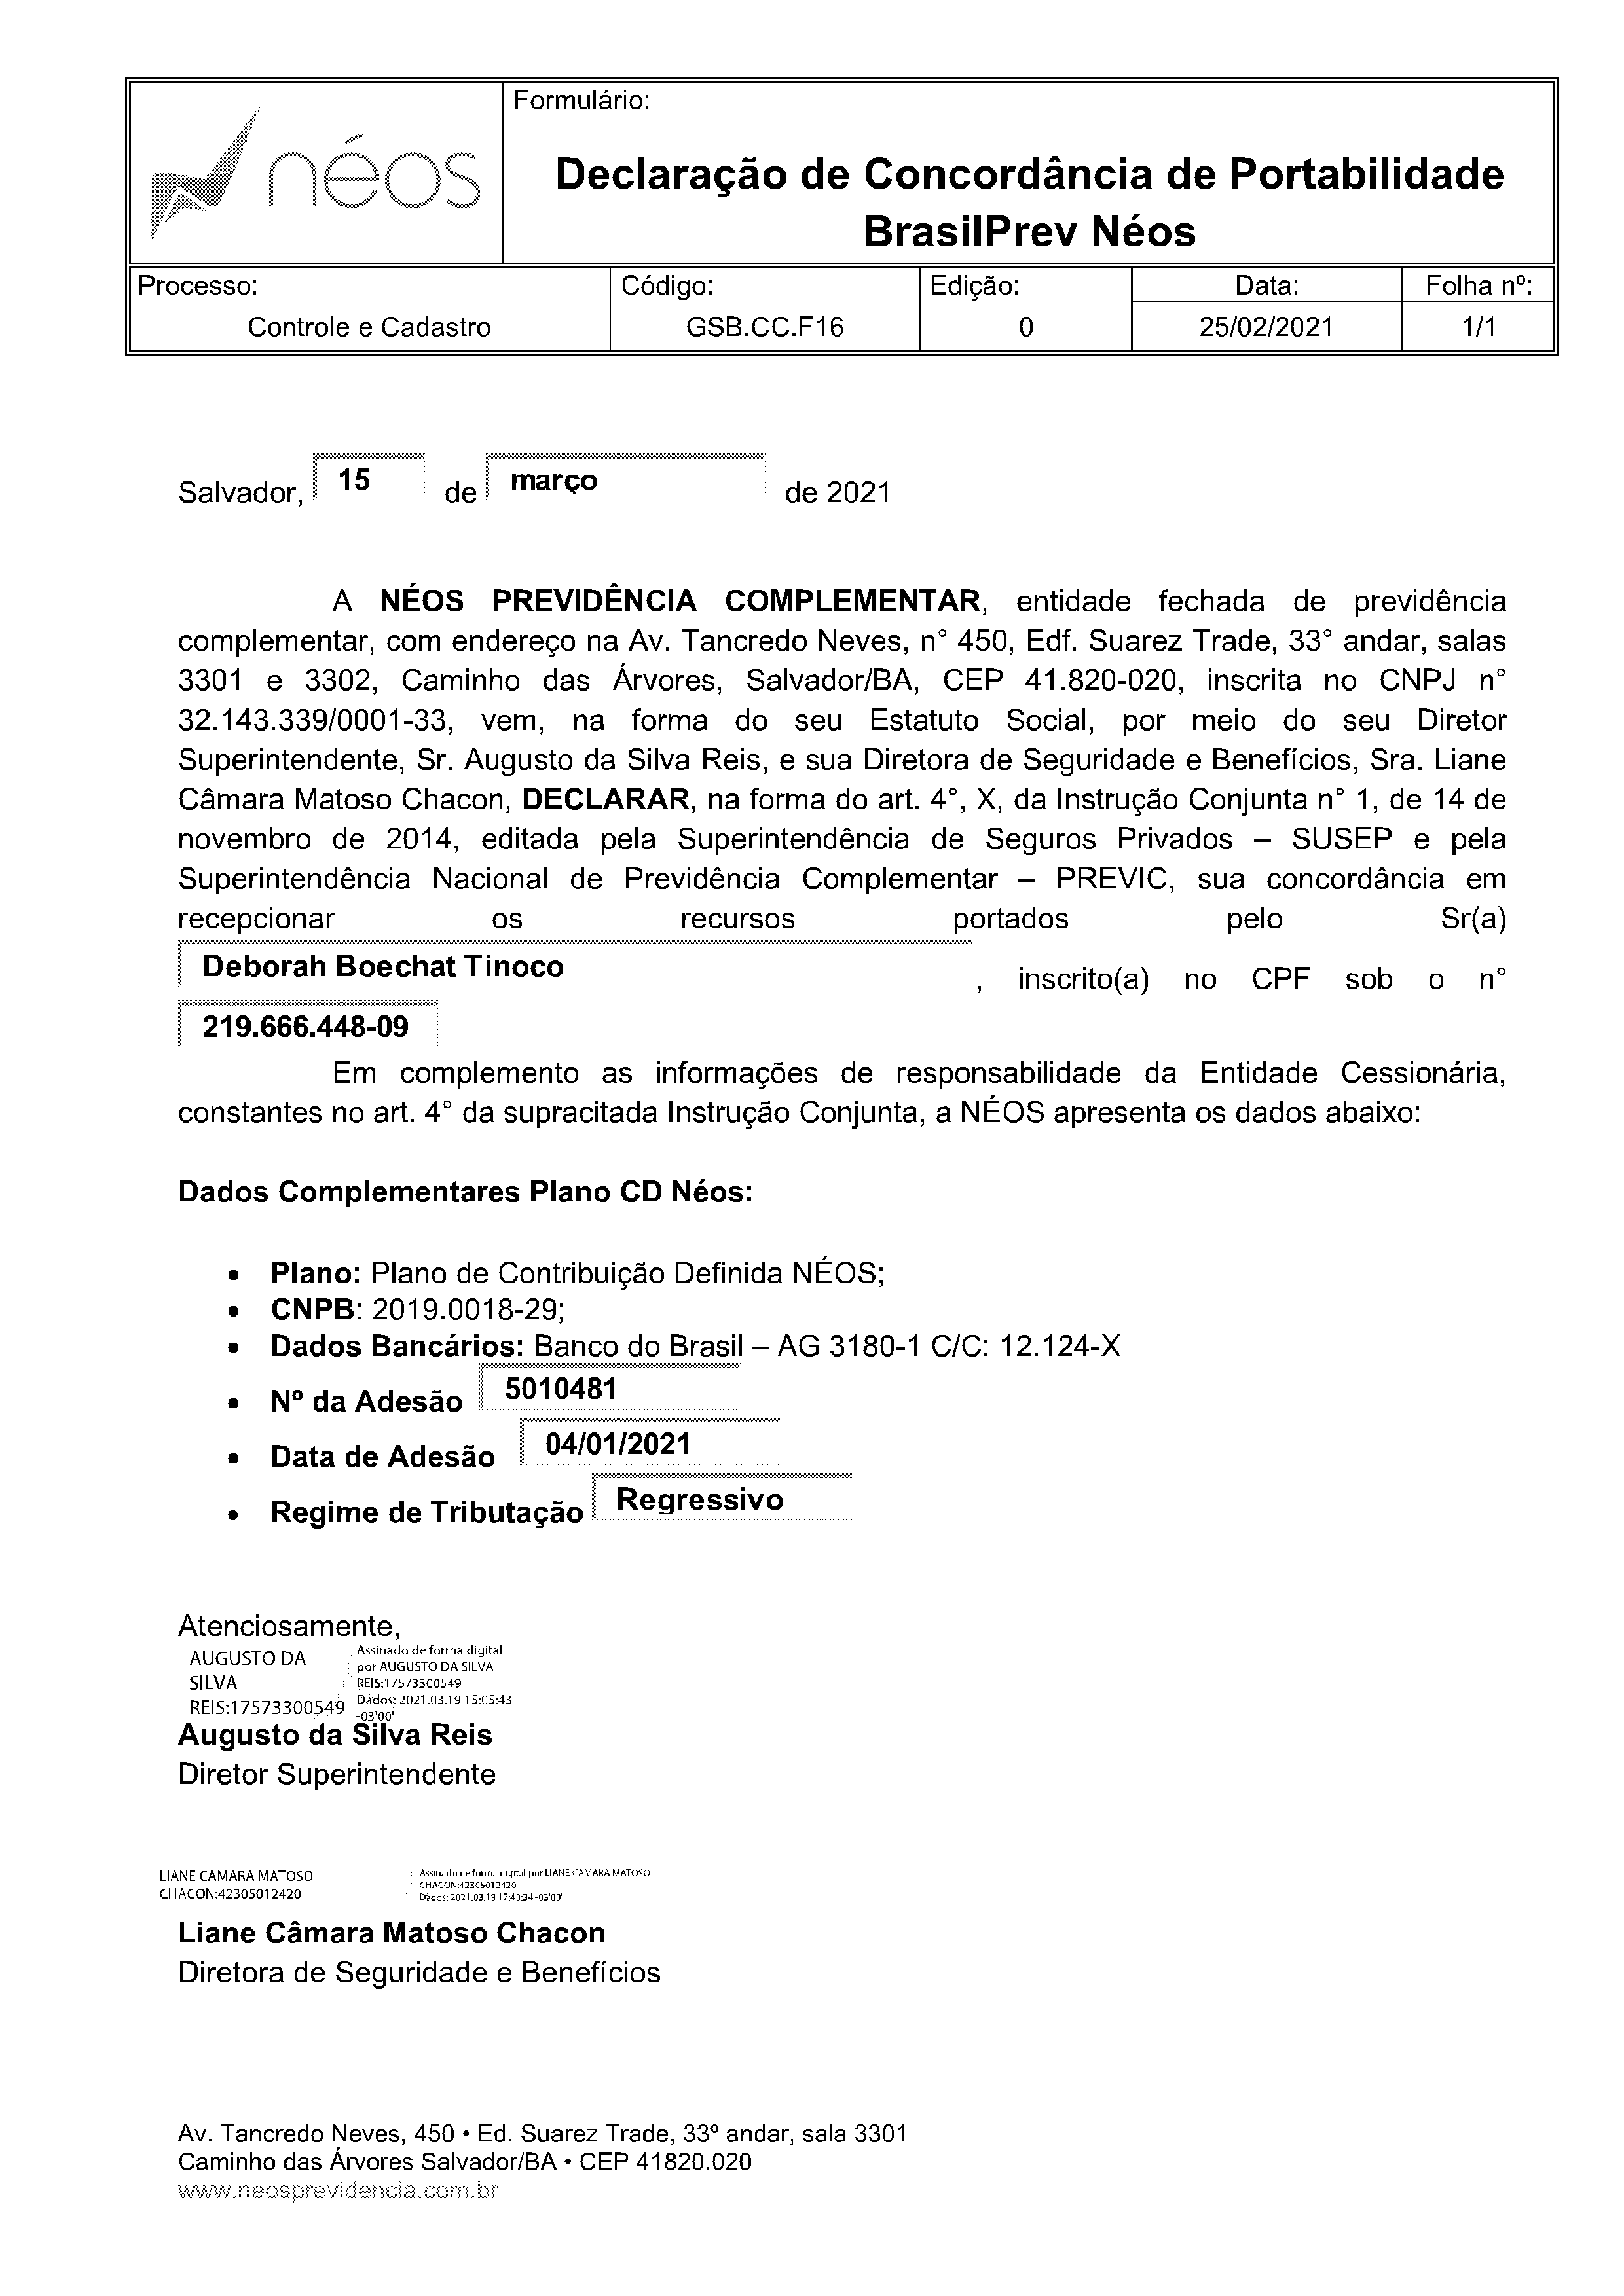 néos
Formulário:
Declaração de Concordância de Portabilidade
BrasilPrev Néos
Processo:
Controle e Cadastro
Código:
GSB.CC.F16
Edição:
0
Data:
25/02/2021
Folha nº:
1/1
Salvador, 15 de março de 2021
A NÉOS PREVIDÊNCIA COMPLEMENTAR, entidade fechada de previdência
complementar, com endereço na Av. Tancredo Neves, n° 450, Edf. Suarez Trade, 33° andar, salas
3301 e 3302, Caminho das Árvores, Salvador/BA, CEP 41.820-020, inscrita no CNPJ n°
32.143.339/0001-33, vem, na forma do seu Estatuto Social, por meio do seu Diretor
Superintendente, Sr. Augusto da Silva Reis, e sua Diretora de Seguridade e Benefícios, Sra. Liane
Câmara Matoso Chacon, DECLARAR, na forma do art. 4°, X, da Instrução Conjunta n° 1, de 14 de
novembro de 2014, editada pela Superintendência de Seguros Privados – SUSEP e pela
Superintendência Nacional de Previdência Complementar – PREVIC, sua concordância em
recepcionar os recursos portados pelo Sr(a)
Deborah Boechat Tinoco , inscrito(a) no CPF sob o n°
219.666.448-09
Em complemento as informações de responsabilidade da Entidade Cessionária,
constantes no art. 4° da supracitada Instrução Conjunta, a NÉOS apresenta os dados abaixo:
Dados Complementares Plano CD Néos:
• Plano: Plano de Contribuição Definida NÉOS;
• CNPB: 2019.0018-29;
• Dados Bancários: Banco do Brasil – AG 3180-1 C/C: 12.124-X
• Nº da Adesão 5010481
• Data de Adesão 04/01/2021
• Regime de Tributação Regressivo
Atenciosamente,
AUGUSTO DA
SILVA
REIS:17573300549
Assinado de forma digital
por AUGUSTO DA SILVA
REIS:17573300549
Dados: 2021.03.19 15:05:43
-03'00'
Augusto da Silva Reis
Diretor Superintendente
LIANE CAMARA MATOSO
CHACON:42305012420
Assinado de forma digital por LIANE CAMARA MATOSO
CHACON:42305012420
Dados: 2021.03.18 17:40:34 -03'00'
Liane Câmara Matoso Chacon
Diretora de Seguridade e Benefícios
Av. Tancredo Neves, 450 • Ed. Suarez Trade, 33º andar, sala 3301
Caminho das Árvores Salvador/BA • CEP 41820.020
www.neosprevidencia.com.br